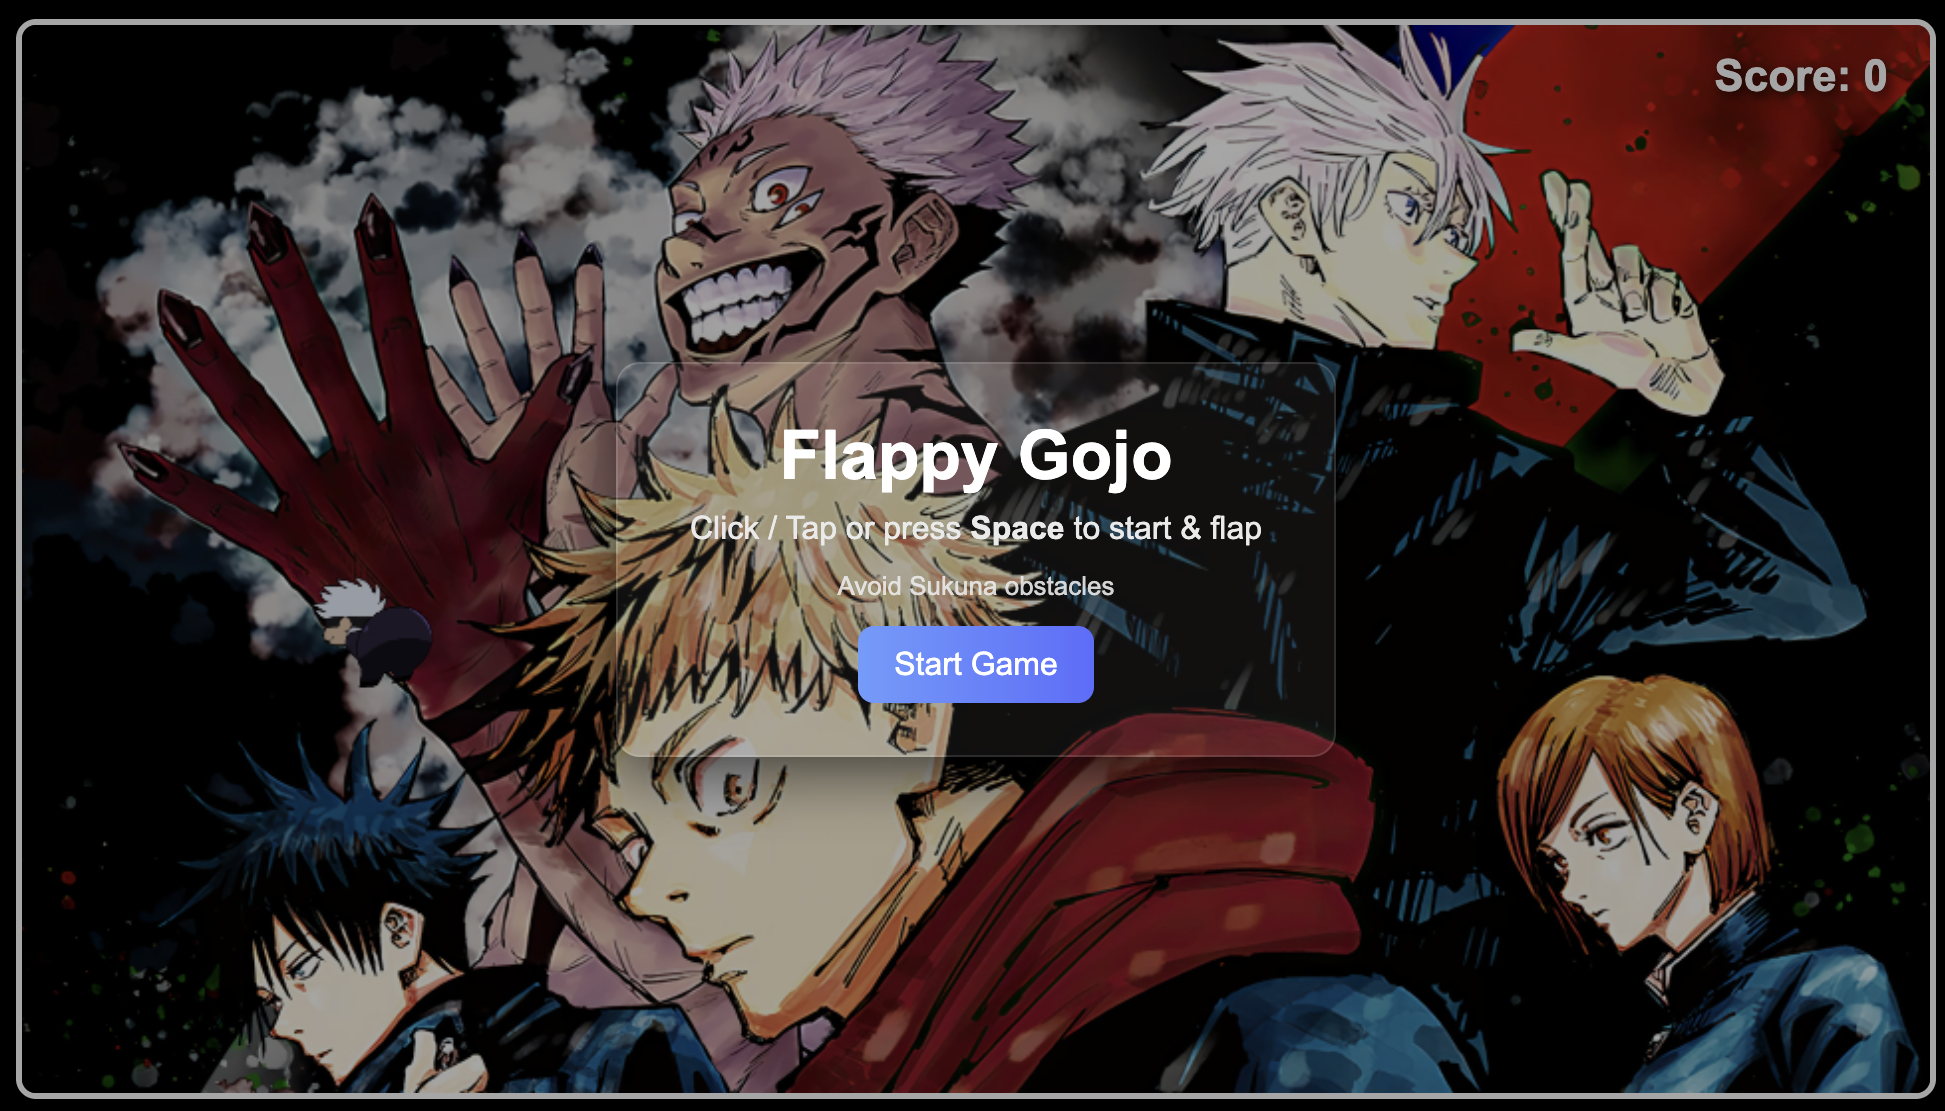 Score: 0
Flappy Gojo
Click / Tap or press Space to start & flap
Avoid Sukuna obstacles
Start Game